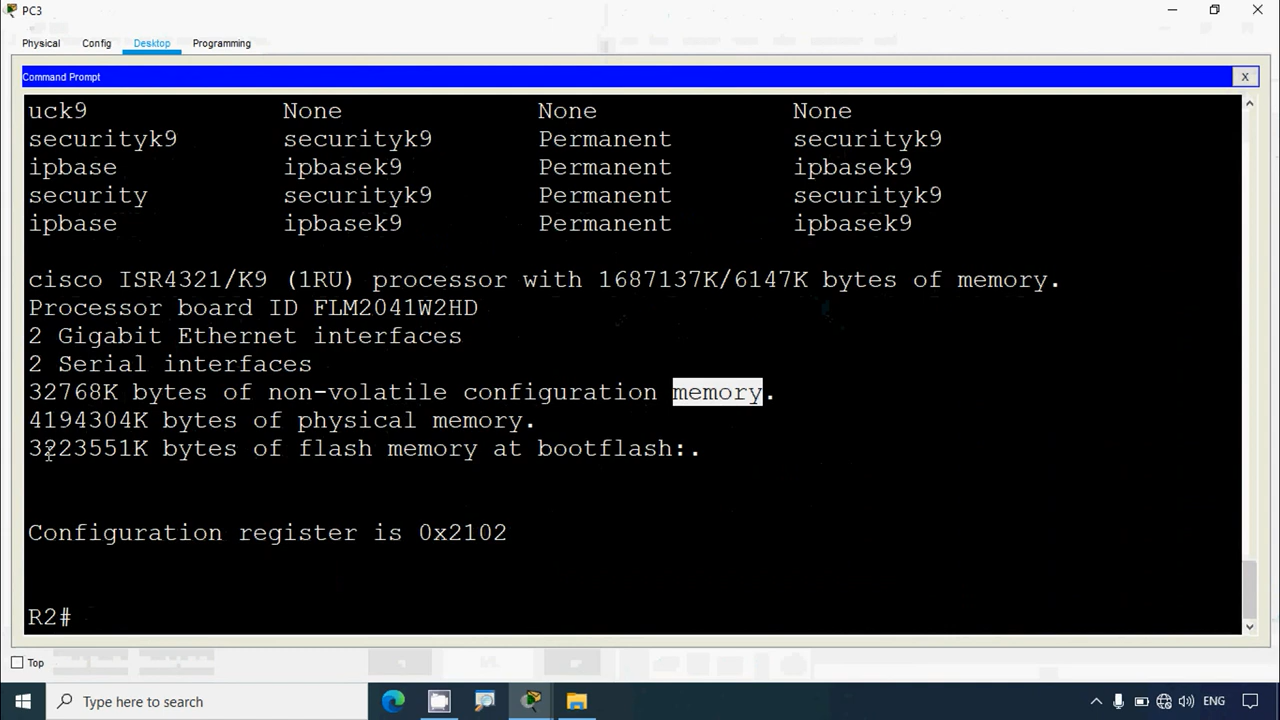 PC3
Physical Config Desktop Programming
Command Prompt X
uck9 None None None
securityk9 securityk9 Permanent securityk9
ipbase ipbasek9 Permanent ipbasek9
security securityk9 Permanent securityk9
ipbase ipbasek9 Permanent ipbasek9
cisco ISR4321/K9 (1RU) processor with 1687137K/6147K bytes of memory.
Processor board ID FLM2041W2HD
2 Gigabit Ethernet interfaces
2 Serial interfaces
32768K bytes of non-volatile configuration memory.
4194304K bytes of physical memory.
3223551K bytes of flash memory at bootflash:.
Configuration register is 0x2102
R2#
Top
Type here to search ENG